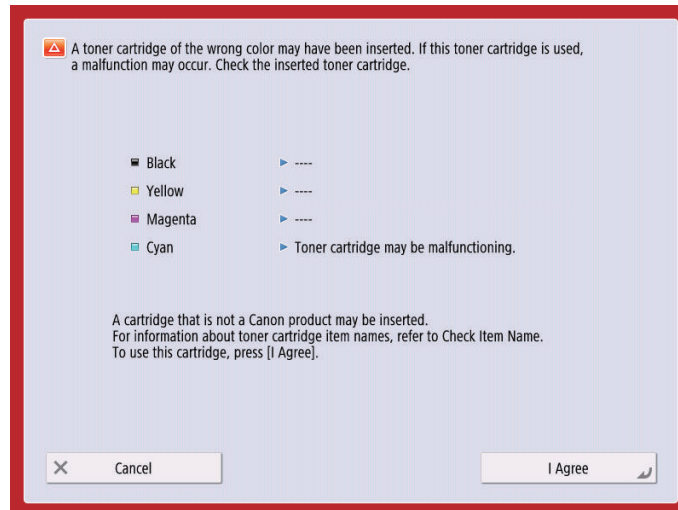 A toner cartridge of the wrong color may have been inserted. If this toner cartridge is used,
a malfunction may occur. Check the inserted toner cartridge.
Black ----
Yellow ----
Magenta ----
Cyan Toner cartridge may be malfunctioning.
A cartridge that is not a Canon product may be inserted.
For information about toner cartridge item names, refer to Check Item Name.
To use this cartridge, press [I Agree].
Cancel I Agree